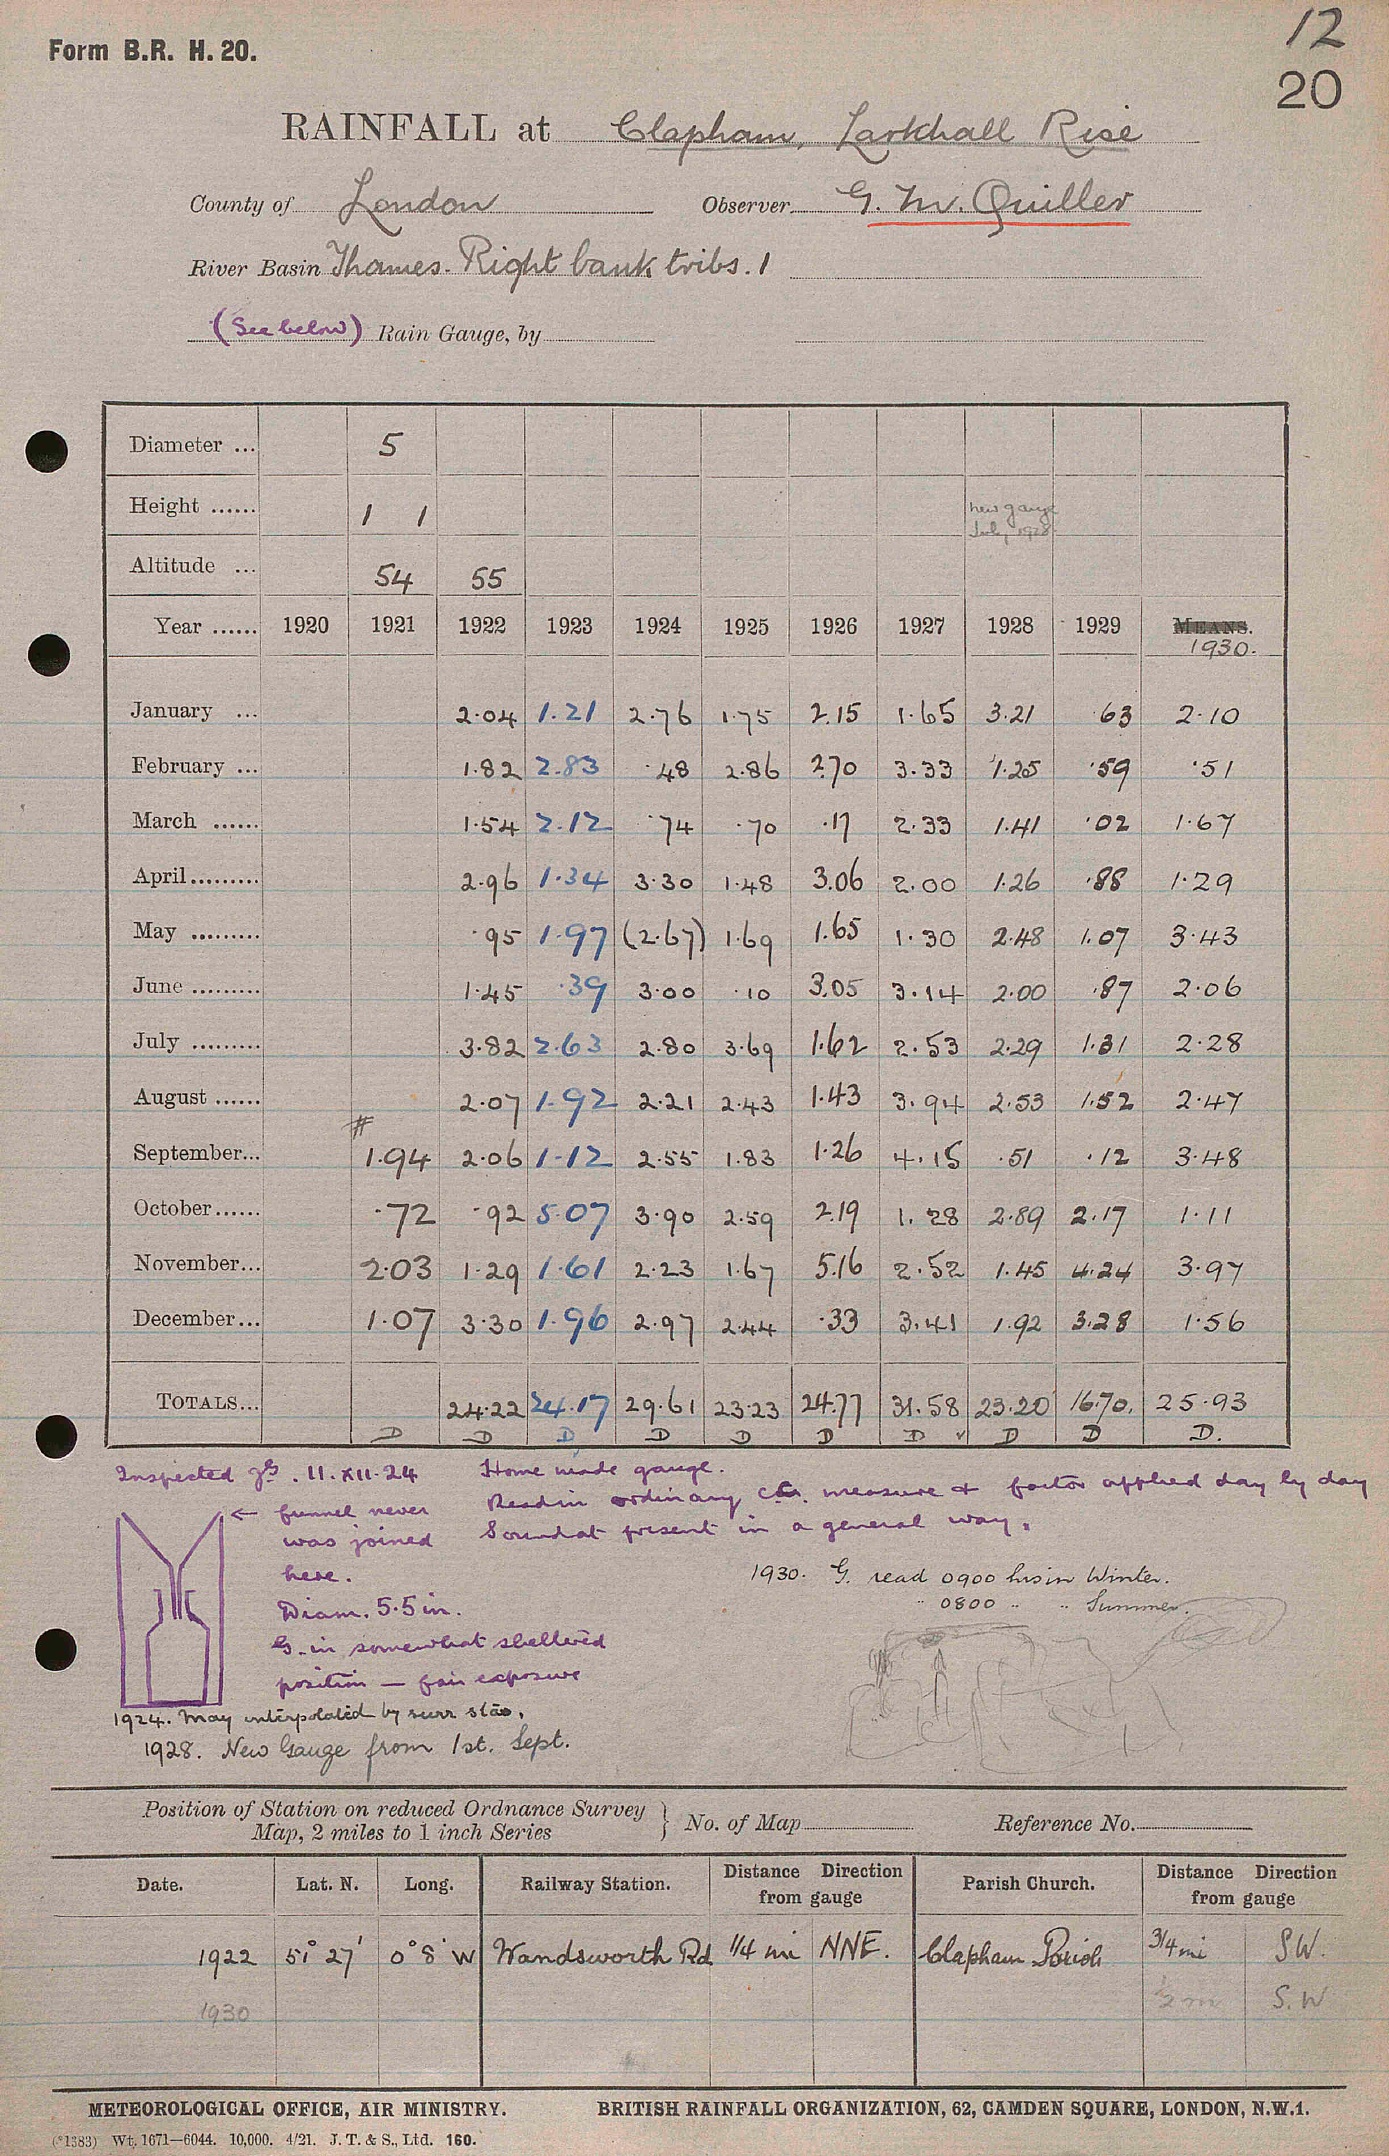 12
Form B.R. H. 20.
20
RAINFALL at Clapham, Larkhall Rise
County of London Observer G. M. Quiller
River Basin Thames. Right bank tribs. 1
(See below) Rain Gauge, by
Diameter ... 5
Height ...... 1 1 new gauge July, 1928
Altitude ... 54 55
Year ...... 1920 1921 1922 1923 1924 1925 1926 1927 1928 1929 MEANS.
1930.
January ... 2.04 1.21 2.76 1.75 2.15 1.65 3.21 .63 2.10
February ... 1.82 2.83 .48 2.86 2.70 3.33 1.25 .59 .51
March ...... 1.54 2.12 .74 .70 .17 2.33 1.41 .02 1.67
April......... 2.96 1.34 3.30 1.48 3.06 2.00 1.26 .88 1.29
May ......... .95 1.97 (2.67) 1.69 1.65 1.30 2.48 1.07 3.43
June ......... 1.45 .39 3.00 .10 3.05 3.14 2.00 .87 2.06
July ......... 3.82 2.63 2.80 3.69 1.62 2.53 2.29 1.31 2.28
August ...... 2.07 1.92 2.21 2.43 1.43 3.94 2.53 1.52 2.47
#
September... 1.94 2.06 1.12 2.55 1.83 1.26 4.15 .51 .12 3.48
October...... .72 .92 5.07 3.90 2.59 2.19 1.28 2.89 2.17 1.11
November... 2.03 1.29 1.61 2.23 1.67 5.16 2.52 1.45 4.24 3.97
December... 1.07 3.30 1.96 2.97 2.44 .33 3.41 1.92 3.28 1.56
TOTALS... 24.22 24.17 29.61 23.23 24.77 31.58 23.20 16.70. 25.93
D D D D D D D ✓ D D D.
Inspected . 11.XII.24 Home made gauge.
← funnel never Read in ordinary measure & factor applied day by day
was joined Sound at present in a general way.
here.
1930. G. read 0900 hrs in Winter.
" 0800 " " Summer.
Diam. 5.5 in.
G. in somewhat sheltered
position — fair exposure
1924. May interpolated by surr stns.
1928. New Gauge from 1st. Sept.
Position of Station on reduced Ordnance Survey
Map, 2 miles to 1 inch Series } No. of Map Reference No.
Date. Lat. N. Long. Railway Station. Distance from gauge Direction Parish Church. Distance from gauge Direction
1922 51° 27' 0° 8' W Wandsworth Rd 1/4 mi NNE. Clapham Parish 3/4 mi SW.
1930 1/2 m S.W
METEOROLOGICAL OFFICE, AIR MINISTRY. BRITISH RAINFALL ORGANIZATION, 62, CAMDEN SQUARE, LONDON, N.W.1.
(*1383) Wt. 1671—6044. 10,000. 4/21. J. T. & S., Ltd. 160.